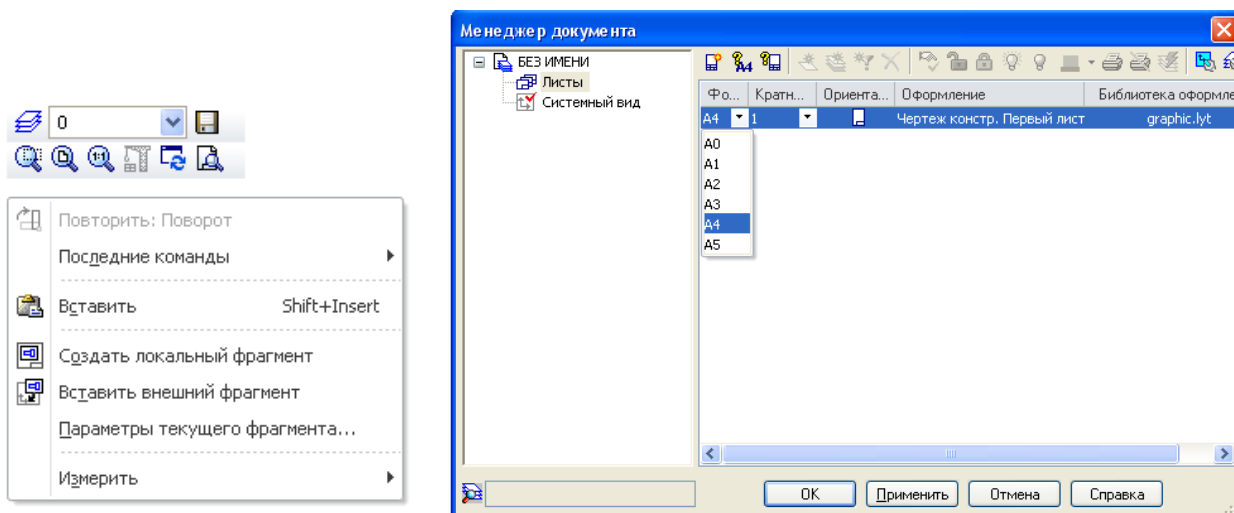 0
Повторить: Поворот
Последние команды
Вставить Shift+Insert
Создать локальный фрагмент
Вставить внешний фрагмент
Параметры текущего фрагмента...
Измерить
Менеджер документа
БЕЗ ИМЕНИ
Листы
Системный вид
Фо... Кратн... Ориента... Оформление Библиотека оформле
A4 1 Чертеж констр. Первый лист graphic.lyt
A0
A1
A2
A3
A4
A5
OK Применить Отмена Справка